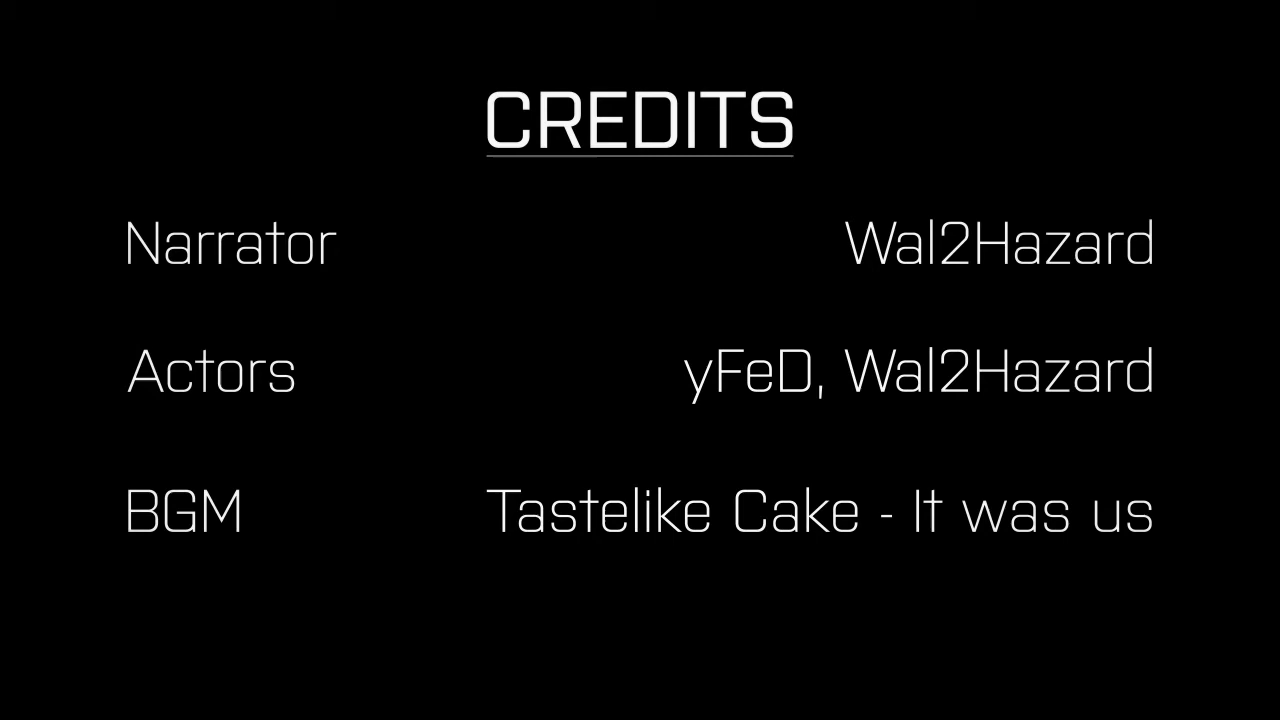 CREDITS
Narrator Wal2Hazard
Actors yFeD, Wal2Hazard
BGM Tastelike Cake - It was us